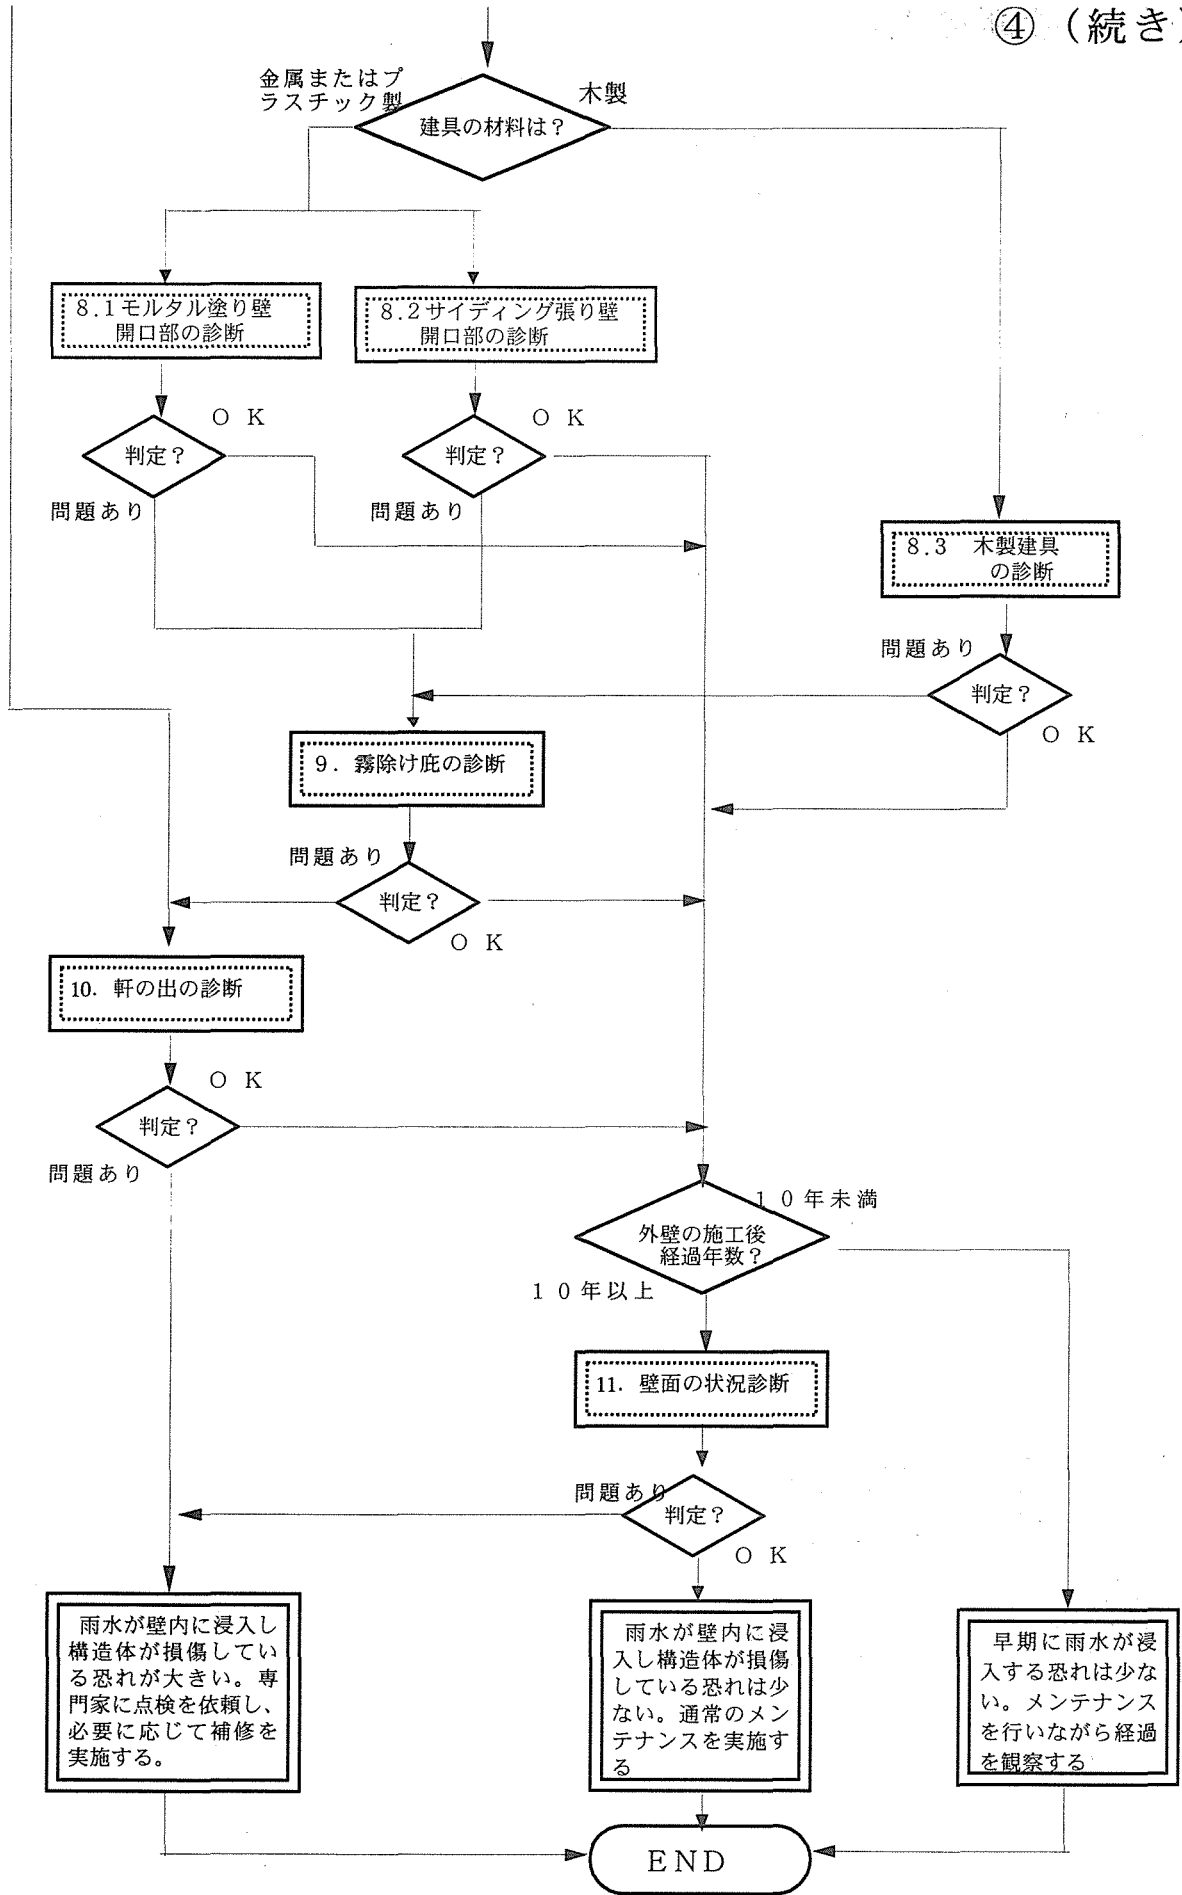 ④（続き）
金属またはプ
ラスチック製
木製
建具の材料は？
8.1モルタル塗り壁
開口部の診断
8.2サイディング張り壁
開口部の診断
ＯＫ
ＯＫ
判定？
判定？
問題あり
問題あり
8.3　木製建具
の診断
問題あり
判定？
ＯＫ
9．霧除け庇の診断
問題あり
判定？
ＯＫ
10．軒の出の診断
ＯＫ
判定？
問題あり
１０年未満
外壁の施工後
経過年数？
１０年以上
11．壁面の状況診断
問題あり
判定？
ＯＫ
雨水が壁内に浸入し
構造体が損傷してい
る恐れが大きい。専
門家に点検を依頼し、
必要に応じて補修を
実施する。
雨水が壁内に浸
入し構造体が損傷
している恐れは少
ない。通常のメン
テナンスを実施す
る
早期に雨水が浸
入する恐れは少な
い。メンテナンス
を行いながら経過
を観察する
END